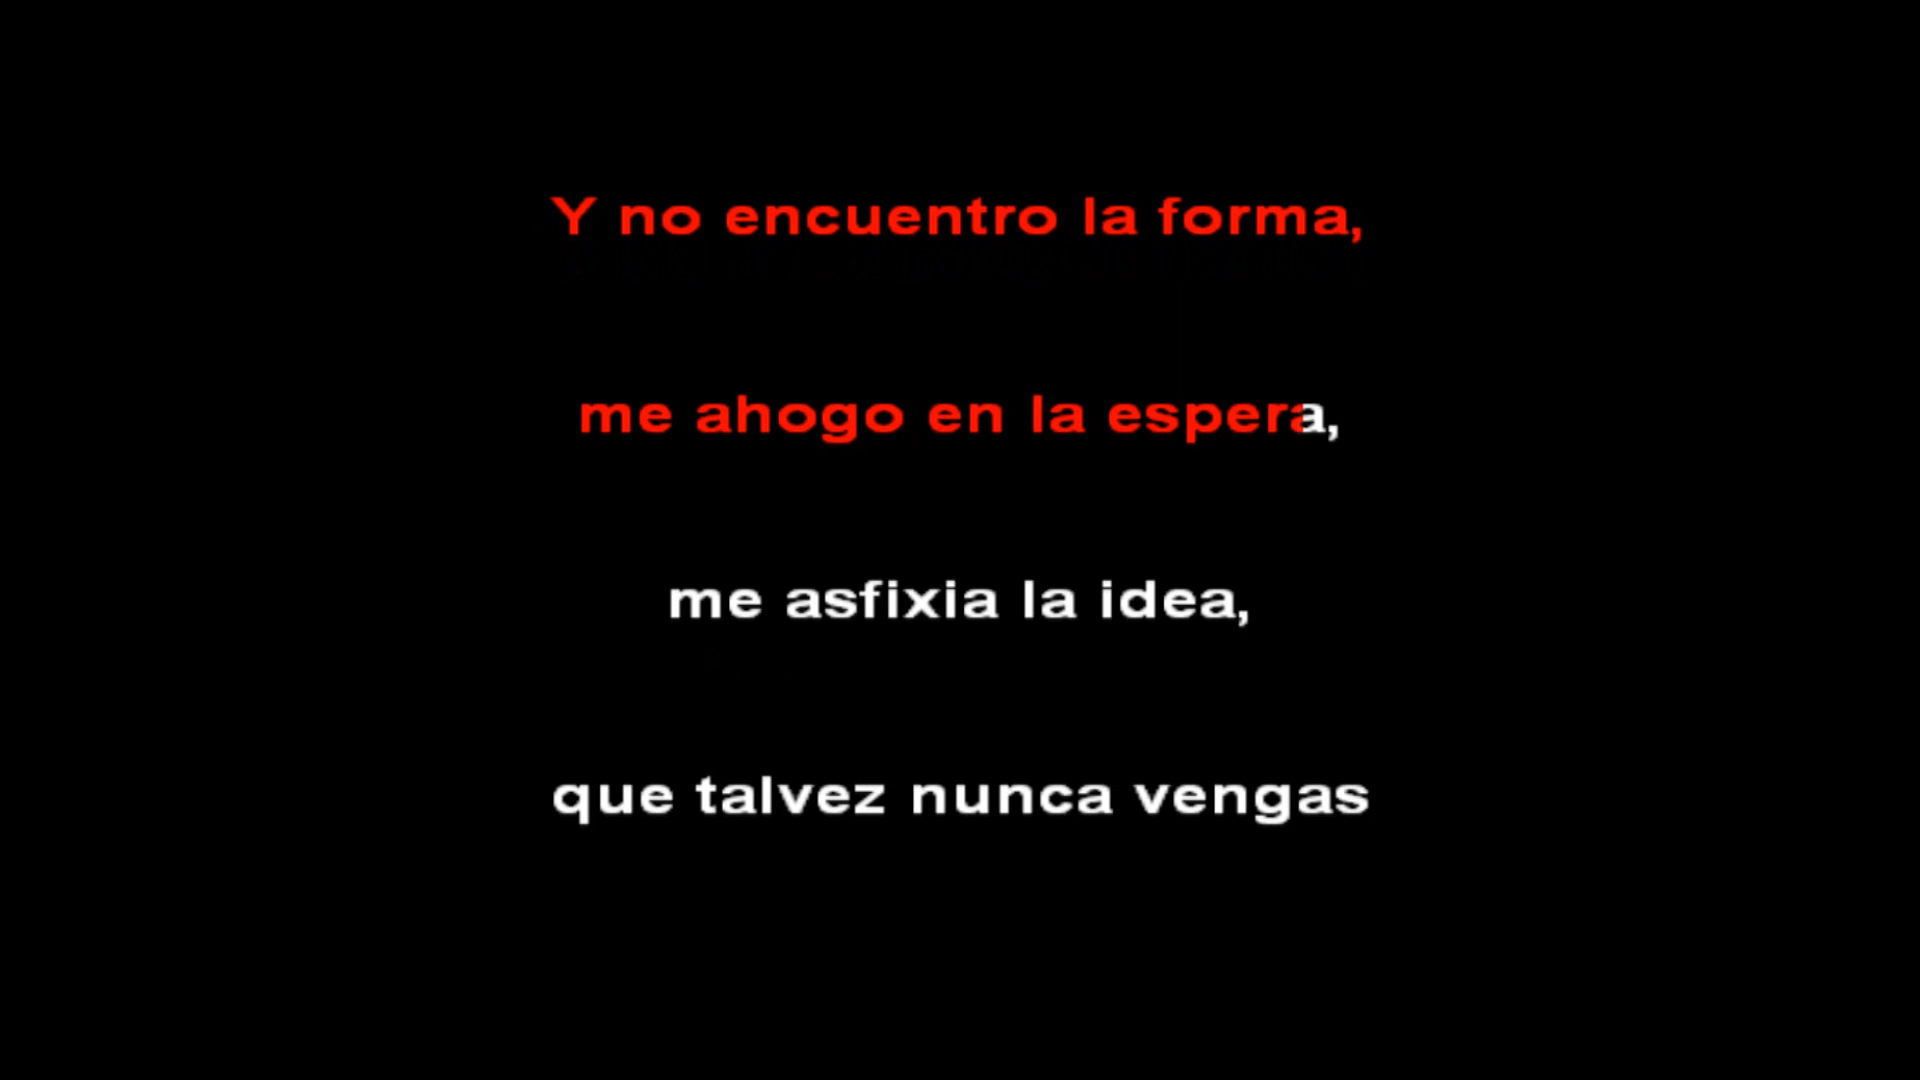 Y no encuentro la forma,
me ahogo en la espera,
me asfixia la idea,
que talvez nunca vengas